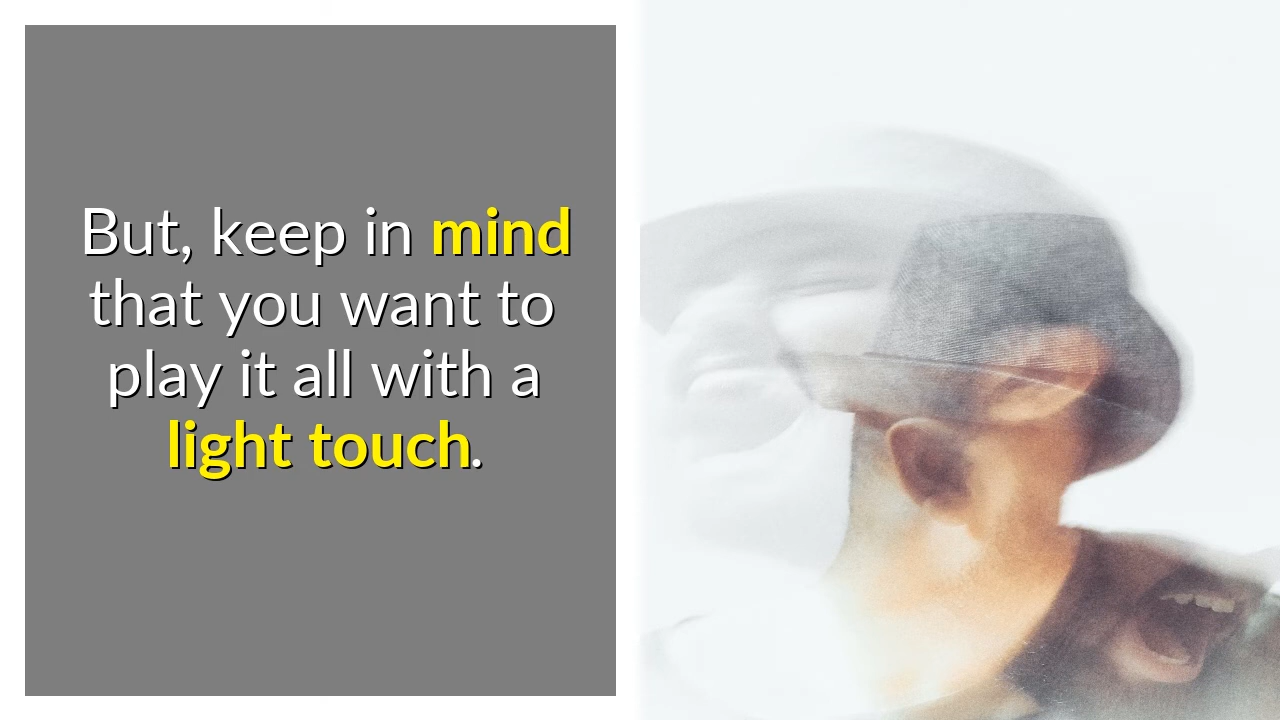 But, keep in mind
that you want to
play it all with a
light touch.